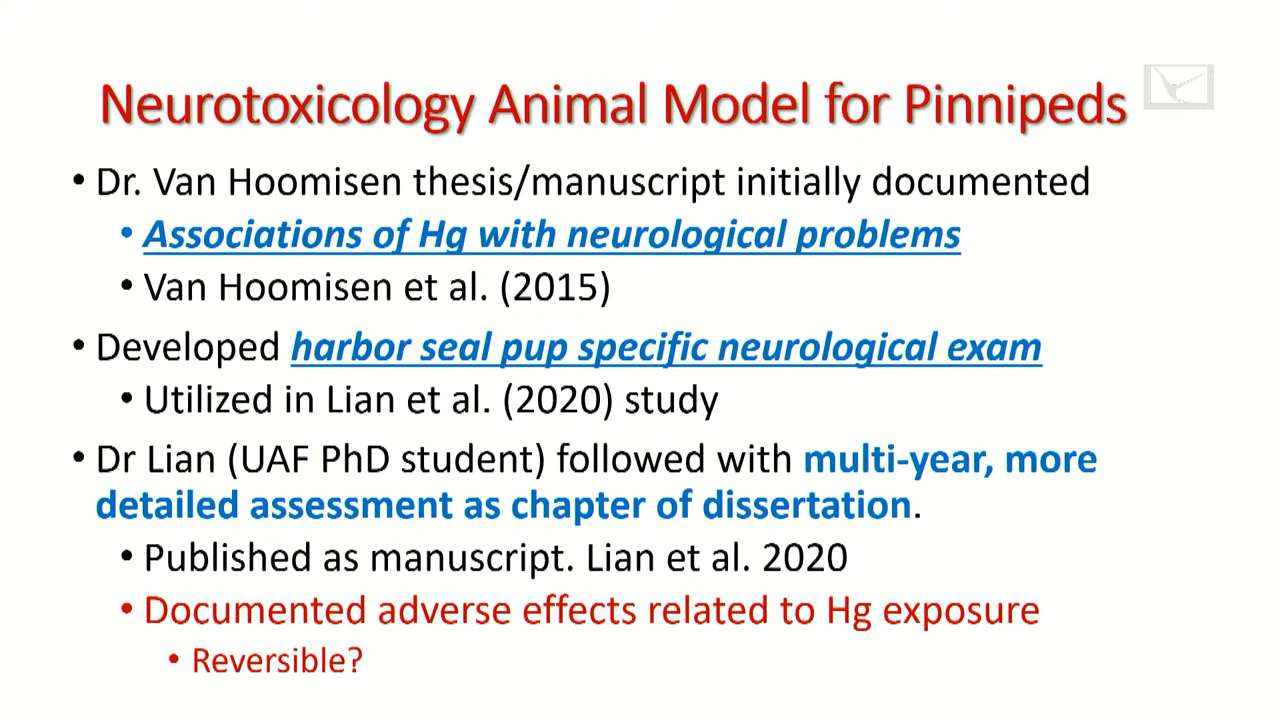 Neurotoxicology Animal Model for Pinnipeds
• Dr. Van Hoomisen thesis/manuscript initially documented
• Associations of Hg with neurological problems
• Van Hoomisen et al. (2015)
• Developed harbor seal pup specific neurological exam
• Utilized in Lian et al. (2020) study
• Dr Lian (UAF PhD student) followed with multi-year, more
detailed assessment as chapter of dissertation.
• Published as manuscript. Lian et al. 2020
• Documented adverse effects related to Hg exposure
• Reversible?